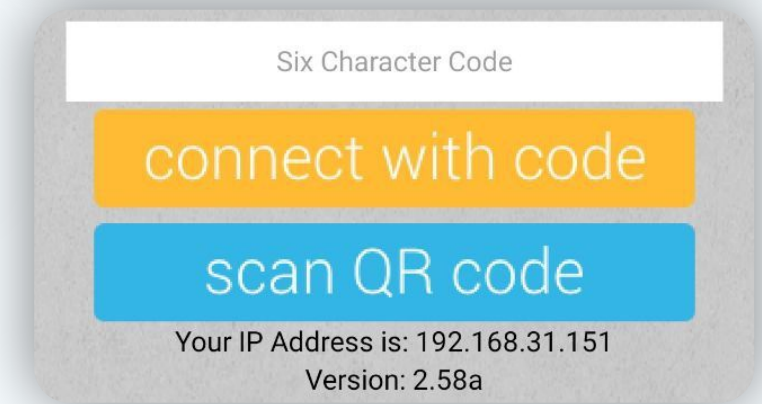 Six Character Code
connect with code
scan QR code
Your IP Address is: 192.168.31.151
Version: 2.58a